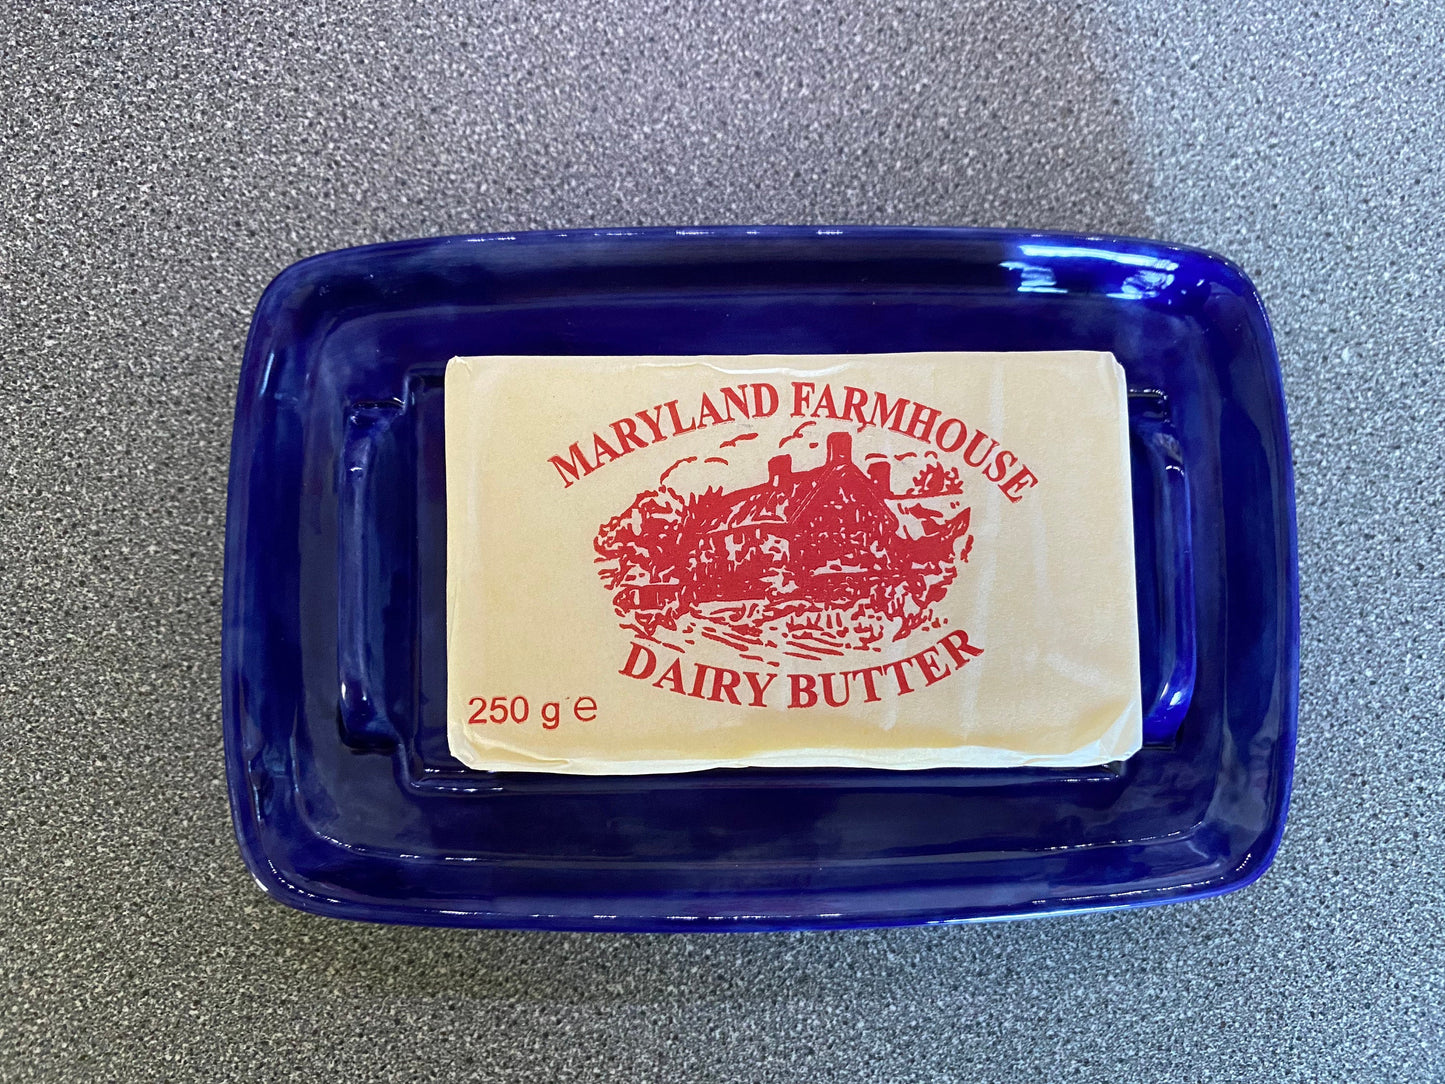 MARYLAND FARMHOUSE
DAIRY BUTTER
250 g ℮